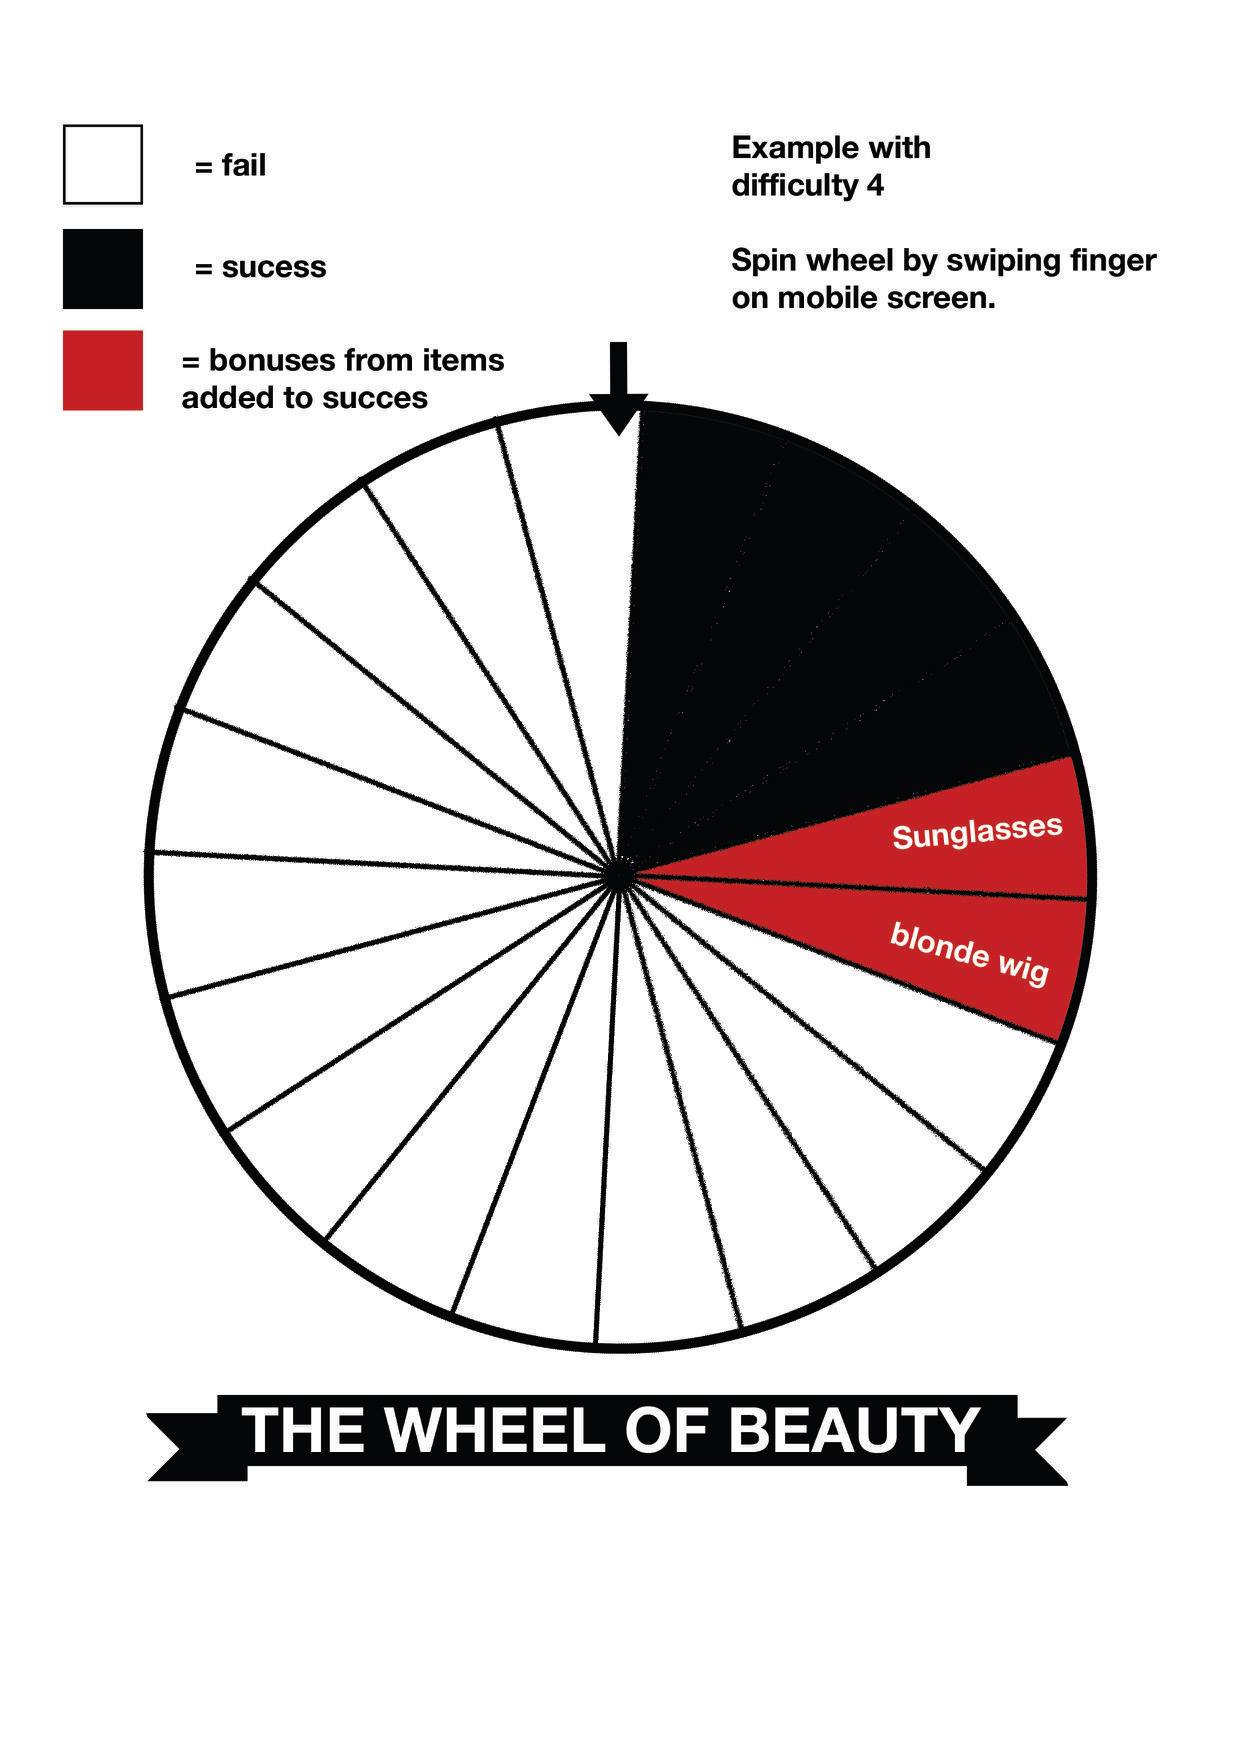 = fail
= sucess
= bonuses from items
added to succes
Example with
difficulty 4
Spin wheel by swiping finger
on mobile screen.
Sunglasses
blonde wig
THE WHEEL OF BEAUTY